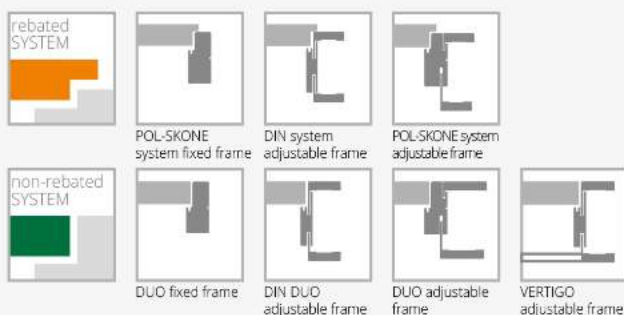 rebated
SYSTEM
POL-SKONE
system fixed frame
DIN system
adjustable frame
POL-SKONE system
adjustable frame
non-rebated
SYSTEM
DUO fixed frame
DIN DUO
adjustable frame
DUO adjustable
frame
VERTIGO
adjustable frame